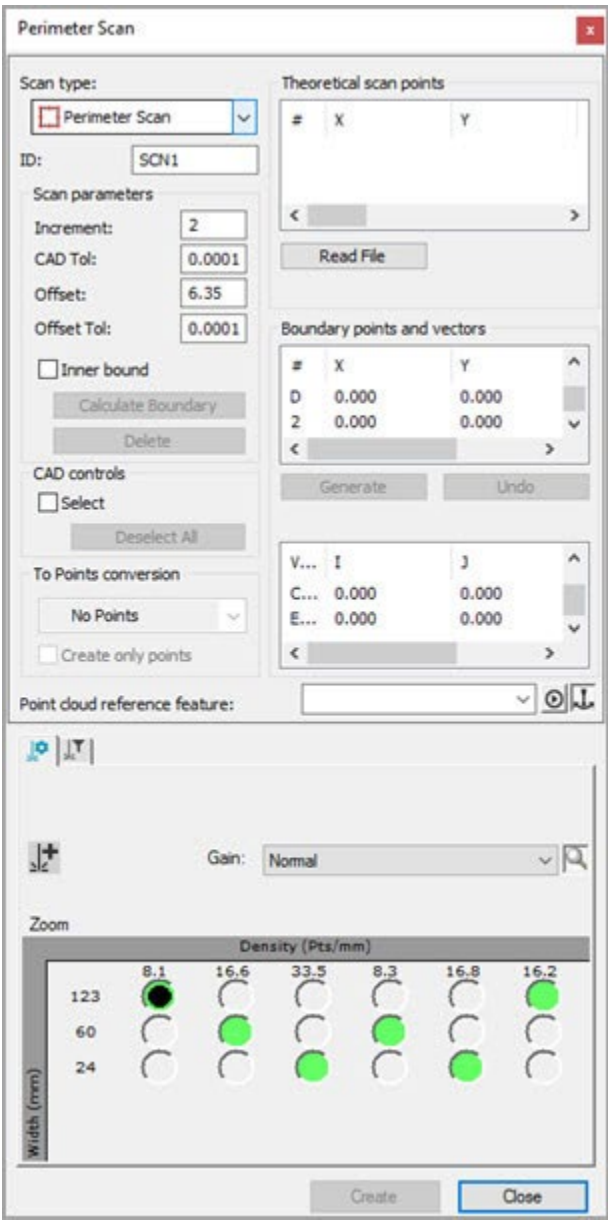 Perimeter Scan
x
Scan type:
Perimeter Scan
ID: SCN1
Scan parameters
Increment: 2
CAD Tol: 0.0001
Offset: 6.35
Offset Tol: 0.0001
Inner bound
Calculate Boundary
Delete
CAD controls
Select
Deselect All
To Points conversion
No Points
Create only points
Theoretical scan points
# X Y
Read File
Boundary points and vectors
# X Y
D 0.000 0.000
2 0.000 0.000
Generate Undo
V... I J
C... 0.000 0.000
E... 0.000 0.000
Point cloud reference feature:
Gain: Normal
Zoom
Density (Pts/mm)
8.1 16.6 33.5 8.3 16.8 16.2
123
60
24
Width (mm)
Create Close